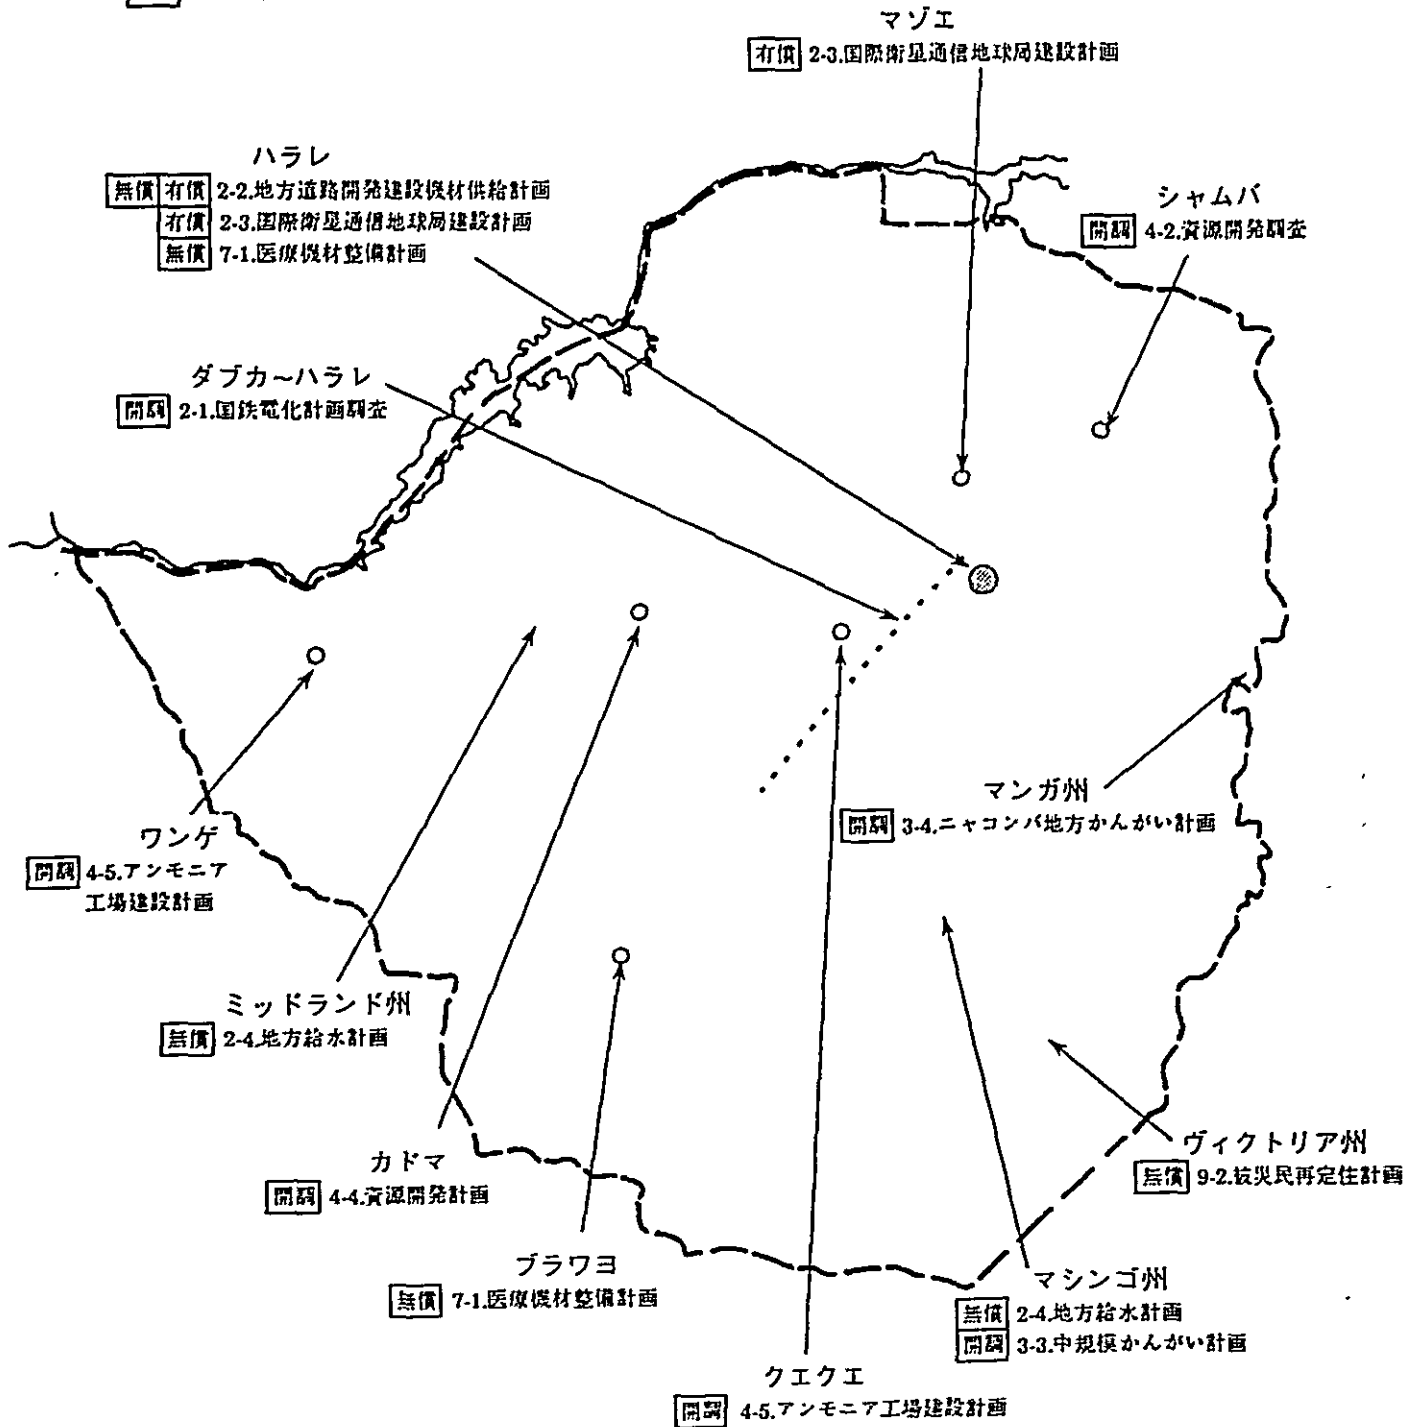 マゾエ
有償 2-3.国際衛星通信地球局建設計画
ハラレ
無償 有償 2-2.地方道路開発建設機材供給計画
有償 2-3.国際衛星通信地球局建設計画
無償 7-1.医療機材整備計画
シャムバ
開調 4-2.資源開発調査
ダブカ～ハラレ
開調 2-1.国鉄電化計画調査
マンガ州
開調 3-4.ニャコンバ地方かんがい計画
ワンゲ
開調 4-5.アンモニア
工場建設計画
ミッドランド州
無償 2-4.地方給水計画
カドマ
開調 4-4.資源開発計画
ヴィクトリア州
無償 9-2.被災民再定住計画
ブラワヨ
無償 7-1.医療機材整備計画
マシンゴ州
無償 2-4.地方給水計画
開調 3-3.中規模かんがい計画
クエクエ
開調 4-5.アンモニア工場建設計画